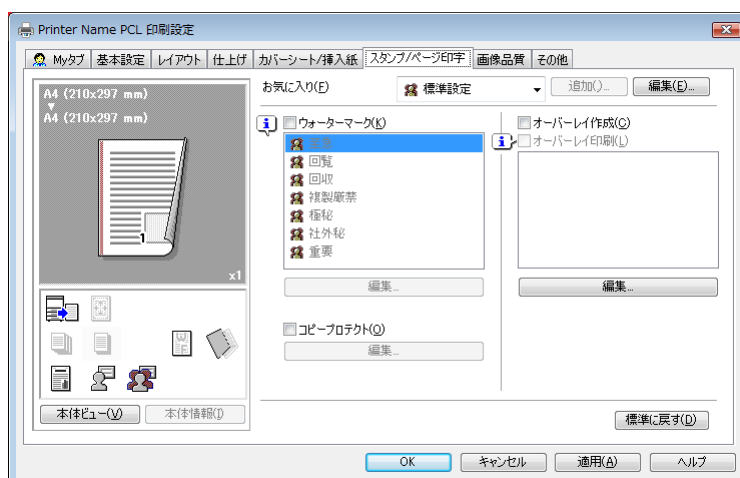 Printer Name PCL 印刷設定
Myタブ 基本設定 レイアウト 仕上げ カバーシート/挿入紙 スタンプ/ページ印字 画像品質 その他
A4 (210x297 mm)
A4 (210x297 mm)
1
x1
本体ビュー(V) 本体情報(I)
お気に入り(F) 標準設定 追加()... 編集(E)...
ウォーターマーク(K)
回覧
回収
複製厳禁
極秘
社外秘
重要
編集...
コピープロテクト(O)
編集...
オーバーレイ作成(C)
オーバーレイ印刷(L)
編集...
標準に戻す(D)
OK キャンセル 適用(A) ヘルプ